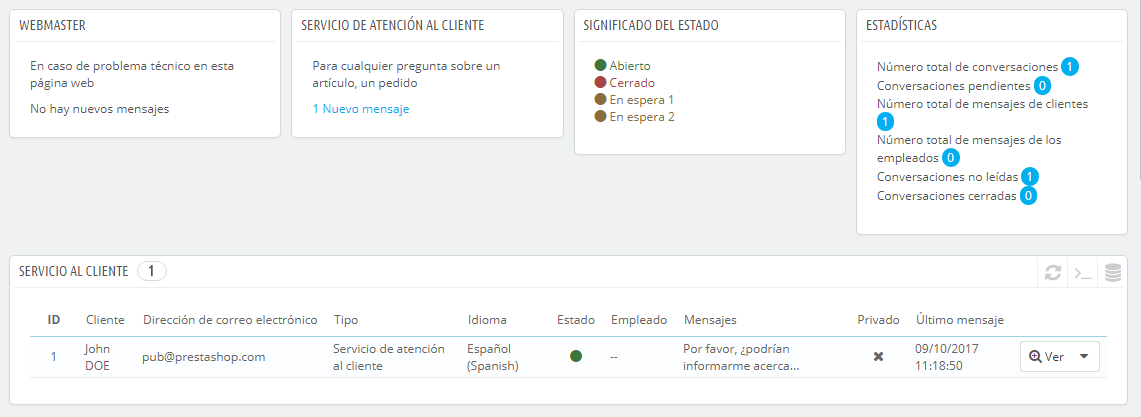 WEBMASTER
En caso de problema técnico en esta
página web
No hay nuevos mensajes
SERVICIO DE ATENCIÓN AL CLIENTE
Para cualquier pregunta sobre un
artículo, un pedido
1 Nuevo mensaje
SIGNIFICADO DEL ESTADO
Abierto
Cerrado
En espera 1
En espera 2
ESTADÍSTICAS
Número total de conversaciones 1
Conversaciones pendientes 0
Número total de mensajes de clientes
1
Número total de mensajes de los
empleados 0
Conversaciones no leídas 1
Conversaciones cerradas 0
SERVICIO AL CLIENTE 1
ID Cliente Dirección de correo electrónico Tipo Idioma Estado Empleado Mensajes Privado Último mensaje
1 John DOE pub@prestashop.com Servicio de atención al cliente Español (Spanish) -- Por favor, ¿podrían informarme acerca... 09/10/2017 11:18:50 Ver